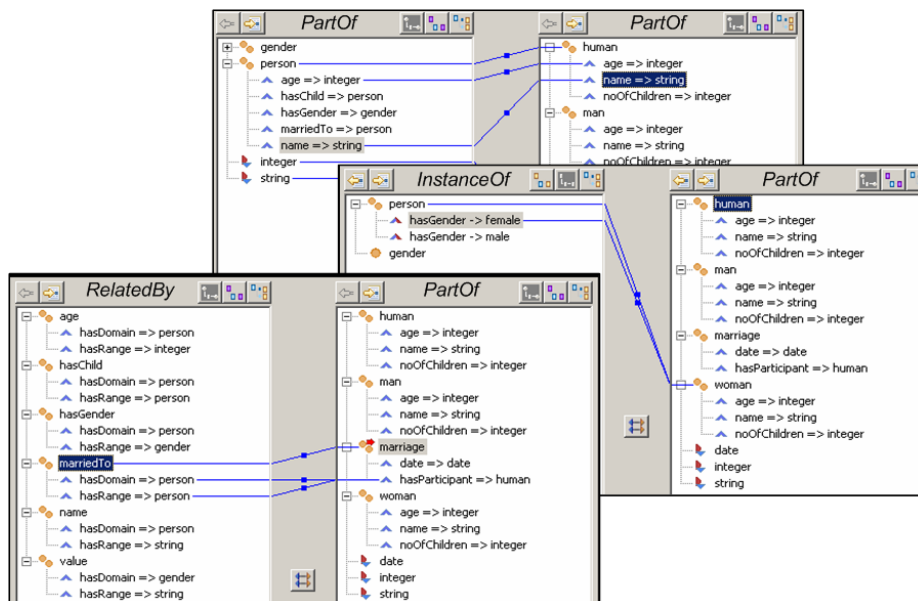 PartOf
PartOf
gender
person
age => integer
hasChild => person
hasGender => gender
marriedTo => person
name => string
integer
string
human
age => integer
name => string
noOfChildren => integer
man
age => integer
name => string
noOfChildren => integer
InstanceOf
PartOf
person
hasGender -> female
hasGender -> male
gender
human
age => integer
name => string
noOfChildren => integer
man
age => integer
name => string
noOfChildren => integer
marriage
date => date
hasParticipant => human
woman
age => integer
name => string
noOfChildren => integer
date
integer
string
RelatedBy
PartOf
age
hasDomain => person
hasRange => integer
hasChild
hasDomain => person
hasRange => person
hasGender
hasDomain => person
hasRange => gender
marriedTo
hasDomain => person
hasRange => person
name
hasDomain => person
hasRange => string
value
hasDomain => gender
hasRange => string
human
age => integer
name => string
noOfChildren => integer
man
age => integer
name => string
noOfChildren => integer
marriage
date => date
hasParticipant => human
woman
age => integer
name => string
noOfChildren => integer
date
integer
string